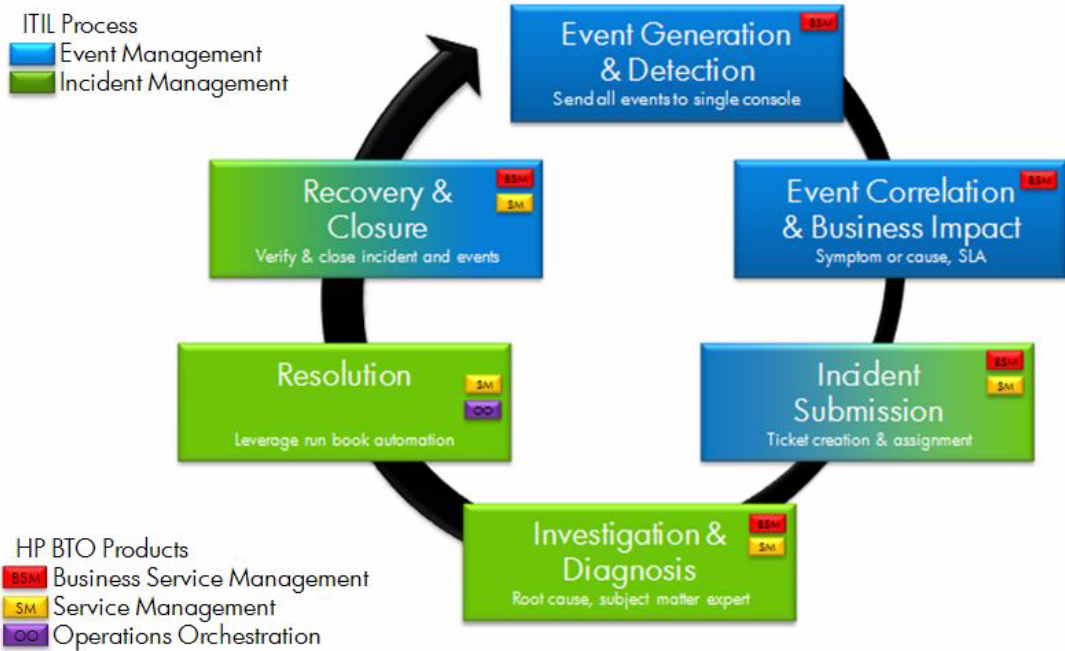 ITIL Process
Event Management
Incident Management
Event Generation
& Detection
Send all events to single console
BSM
Event Correlation
& Business Impact
Symptom or cause, SLA
BSM
Incident
Submission
Ticket creation & assignment
BSM
SM
Investigation &
Diagnosis
Root cause, subject matter expert
BSM
SM
Resolution
Leverage run book automation
SM
OO
Recovery &
Closure
Verify & close incident and events
BSM
SM
HP BTO Products
BSM Business Service Management
SM Service Management
OO Operations Orchestration